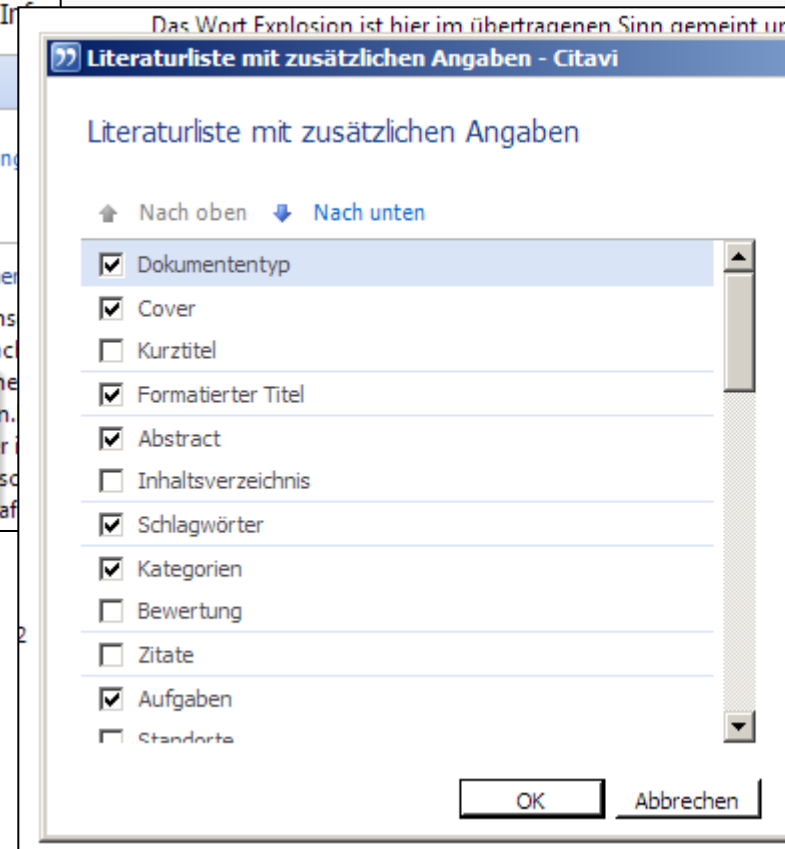 Das Wort Explosion ist hier im übertragenen Sinn gemeint
Literaturliste mit zusätzlichen Angaben - Citavi
Literaturliste mit zusätzlichen Angaben
Nach oben Nach unten
Dokumententyp
Cover
Kurztitel
Formatierter Titel
Abstract
Inhaltsverzeichnis
Schlagwörter
Kategorien
Bewertung
Zitate
Aufgaben
Standorte
OK Abbrechen
2